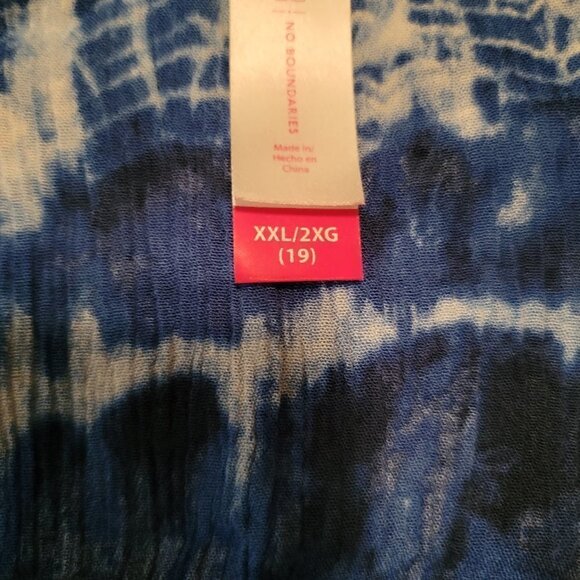 NO BOUNDARIES
Made in/
Hecho en
China
XXL/2XG
(19)